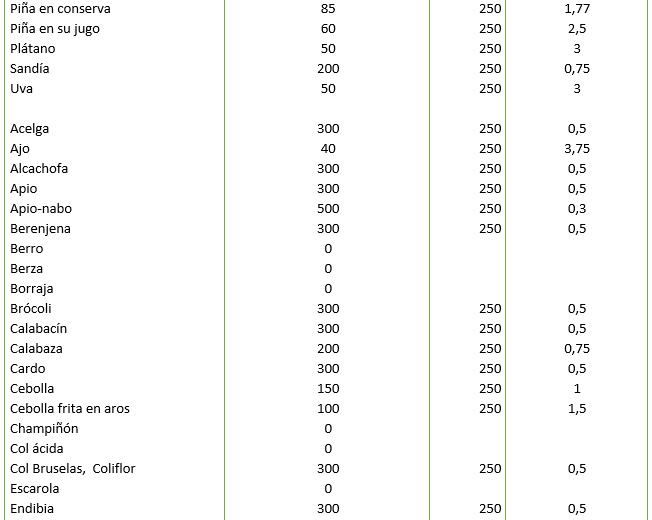 Piña en conserva 85 250 1,77
Piña en su jugo 60 250 2,5
Plátano 50 250 3
Sandía 200 250 0,75
Uva 50 250 3
Acelga 300 250 0,5
Ajo 40 250 3,75
Alcachofa 300 250 0,5
Apio 300 250 0,5
Apio-nabo 500 250 0,3
Berenjena 300 250 0,5
Berro 0
Berza 0
Borraja 0
Brócoli 300 250 0,5
Calabacín 300 250 0,5
Calabaza 200 250 0,75
Cardo 300 250 0,5
Cebolla 150 250 1
Cebolla frita en aros 100 250 1,5
Champiñón 0
Col ácida 0
Col Bruselas, Coliflor 300 250 0,5
Escarola 0
Endibia 300 250 0,5